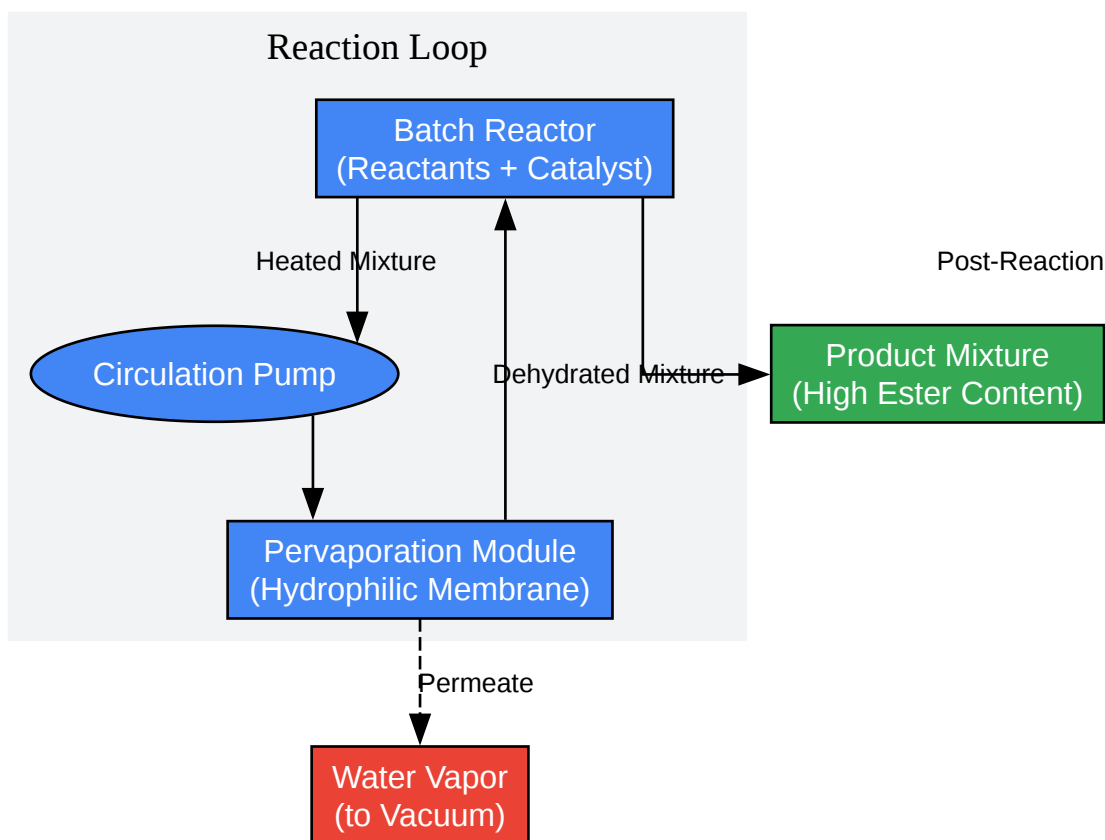 Reaction Loop
Batch Reactor
(Reactants + Catalyst)
Heated Mixture
Post-Reaction
Circulation Pump
Dehydrated Mixture
Product Mixture
(High Ester Content)
Pervaporation Module
(Hydrophilic Membrane)
Permeate
Water Vapor
(to Vacuum)